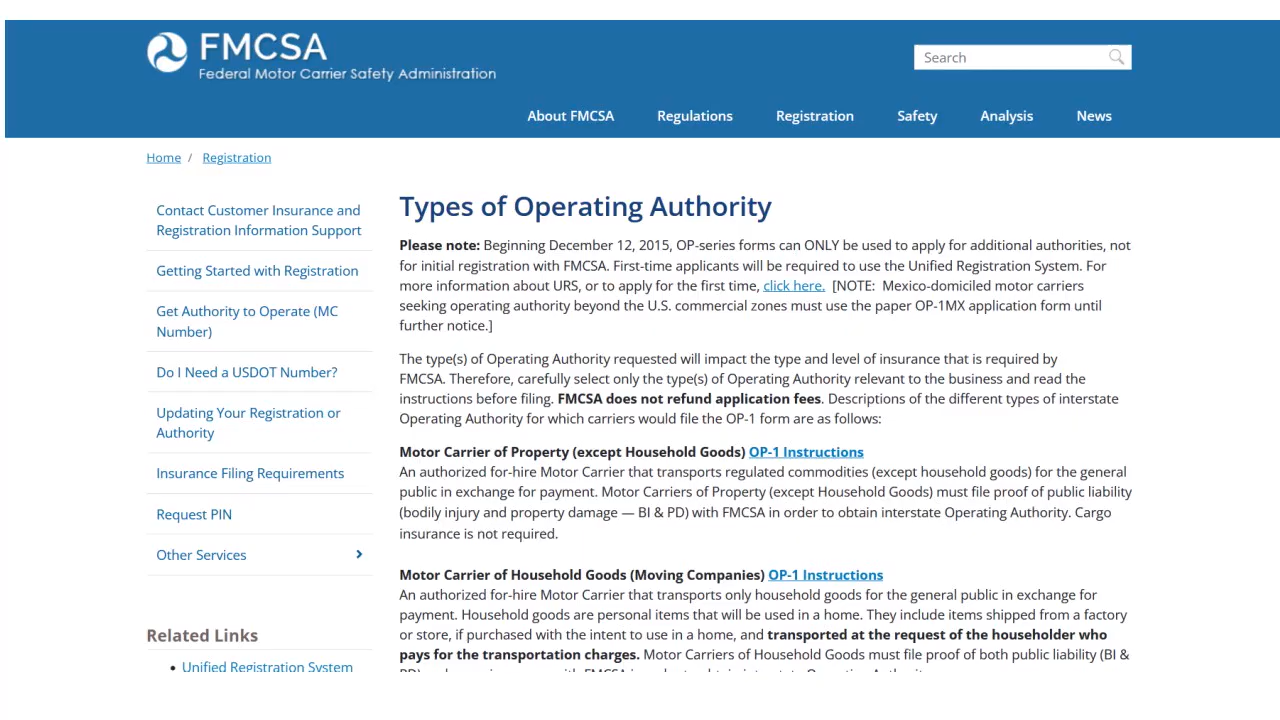 FMCSA
Federal Motor Carrier Safety Administration
Search
About FMCSA
Regulations
Registration
Safety
Analysis
News
Home / Registration
Contact Customer Insurance and
Registration Information Support
Getting Started with Registration
Get Authority to Operate (MC
Number)
Do I Need a USDOT Number?
Updating Your Registration or
Authority
Insurance Filing Requirements
Request PIN
Other Services
Related Links
Unified Registration System
Types of Operating Authority
Please note: Beginning December 12, 2015, OP-series forms can ONLY be used to apply for additional authorities, not
for initial registration with FMCSA. First-time applicants will be required to use the Unified Registration System. For
more information about URS, or to apply for the first time, click here. [NOTE: Mexico-domiciled motor carriers
seeking operating authority beyond the U.S. commercial zones must use the paper OP-1MX application form until
further notice.]
The type(s) of Operating Authority requested will impact the type and level of insurance that is required by
FMCSA. Therefore, carefully select only the type(s) of Operating Authority relevant to the business and read the
instructions before filing. FMCSA does not refund application fees. Descriptions of the different types of interstate
Operating Authority for which carriers would file the OP-1 form are as follows:
Motor Carrier of Property (except Household Goods) OP-1 Instructions
An authorized for-hire Motor Carrier that transports regulated commodities (except household goods) for the general
public in exchange for payment. Motor Carriers of Property (except Household Goods) must file proof of public liability
(bodily injury and property damage — BI & PD) with FMCSA in order to obtain interstate Operating Authority. Cargo
insurance is not required.
Motor Carrier of Household Goods (Moving Companies) OP-1 Instructions
An authorized for-hire Motor Carrier that transports only household goods for the general public in exchange for
payment. Household goods are personal items that will be used in a home. They include items shipped from a factory
or store, if purchased with the intent to use in a home, and transported at the request of the householder who
pays for the transportation charges. Motor Carriers of Household Goods must file proof of both public liability (BI &